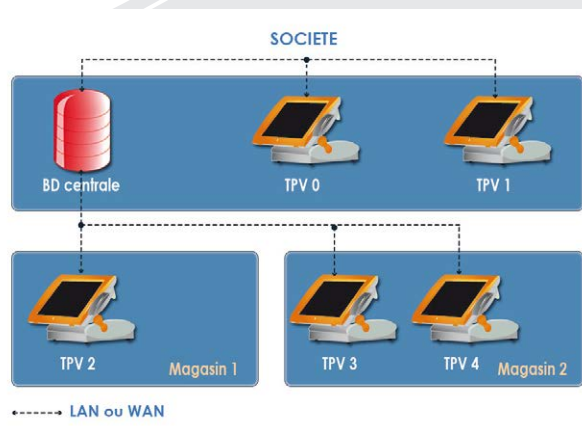 SOCIETE
BD centrale
TPV 0
TPV 1
TPV 2
Magasin 1
TPV 3
TPV 4
Magasin 2
LAN ou WAN